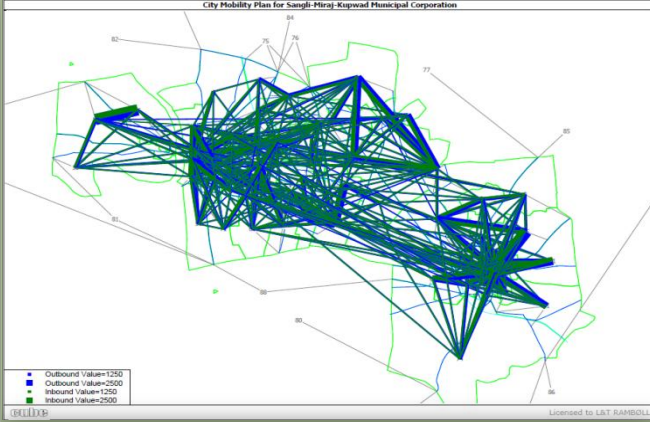 City Mobility Plan for Sangli-Miraj-Kupwad Municipal Corporation
84
82
75
76
77
85
81
88
80
86
Outbound Value=1250
Outbound Value=2500
Inbound Value=1250
Inbound Value=2500
cube
Licensed to L&T RAMBOLL